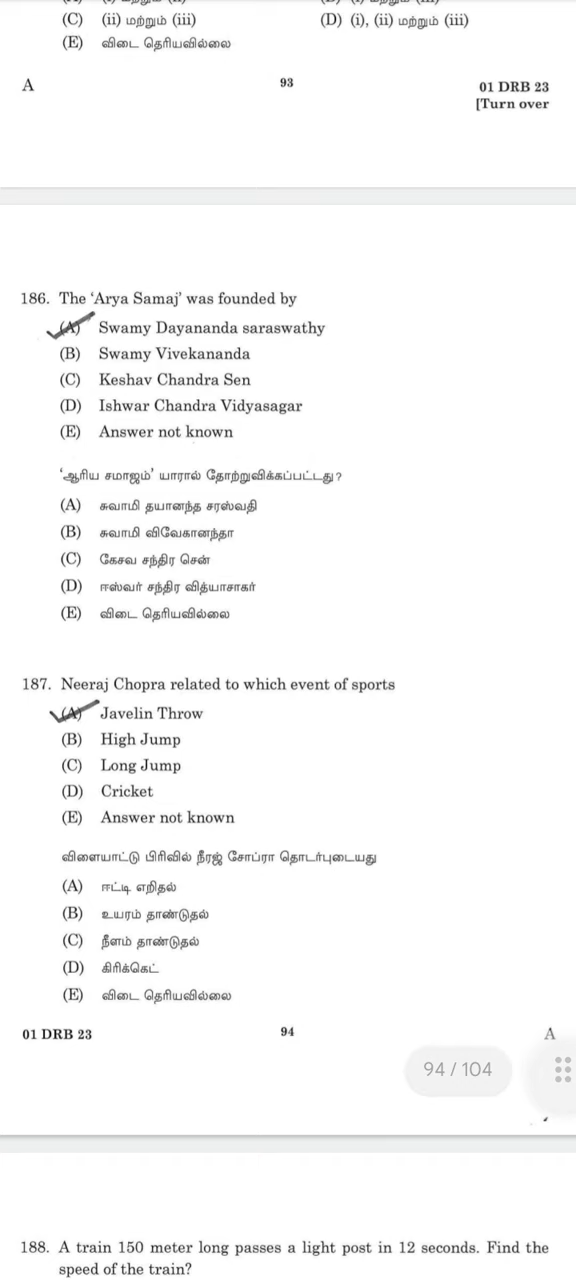 (C) (ii) மற்றும் (iii) (D) (i), (ii) மற்றும் (iii)
(E) விடை தெரியவில்லை
A 93 01 DRB 23
[Turn over
186. The ‘Arya Samaj’ was founded by
(A) Swamy Dayananda saraswathy
(B) Swamy Vivekananda
(C) Keshav Chandra Sen
(D) Ishwar Chandra Vidyasagar
(E) Answer not known
‘ஆரிய சமாஜம்’ யாரால் தோற்றுவிக்கப்பட்டது?
(A) சுவாமி தயானந்த சரஸ்வதி
(B) சுவாமி விவேகானந்தா
(C) கேசவ சந்திர சென்
(D) ஈஸ்வர் சந்திர வித்யாசாகர்
(E) விடை தெரியவில்லை
187. Neeraj Chopra related to which event of sports
(A) Javelin Throw
(B) High Jump
(C) Long Jump
(D) Cricket
(E) Answer not known
விளையாட்டு பிரிவில் நீரஜ் சோப்ரா தொடர்புடையது
(A) ஈட்டி எறிதல்
(B) உயரம் தாண்டுதல்
(C) நீளம் தாண்டுதல்
(D) கிரிக்கெட்
(E) விடை தெரியவில்லை
01 DRB 23 94 A
94 / 104
188. A train 150 meter long passes a light post in 12 seconds. Find the
speed of the train?